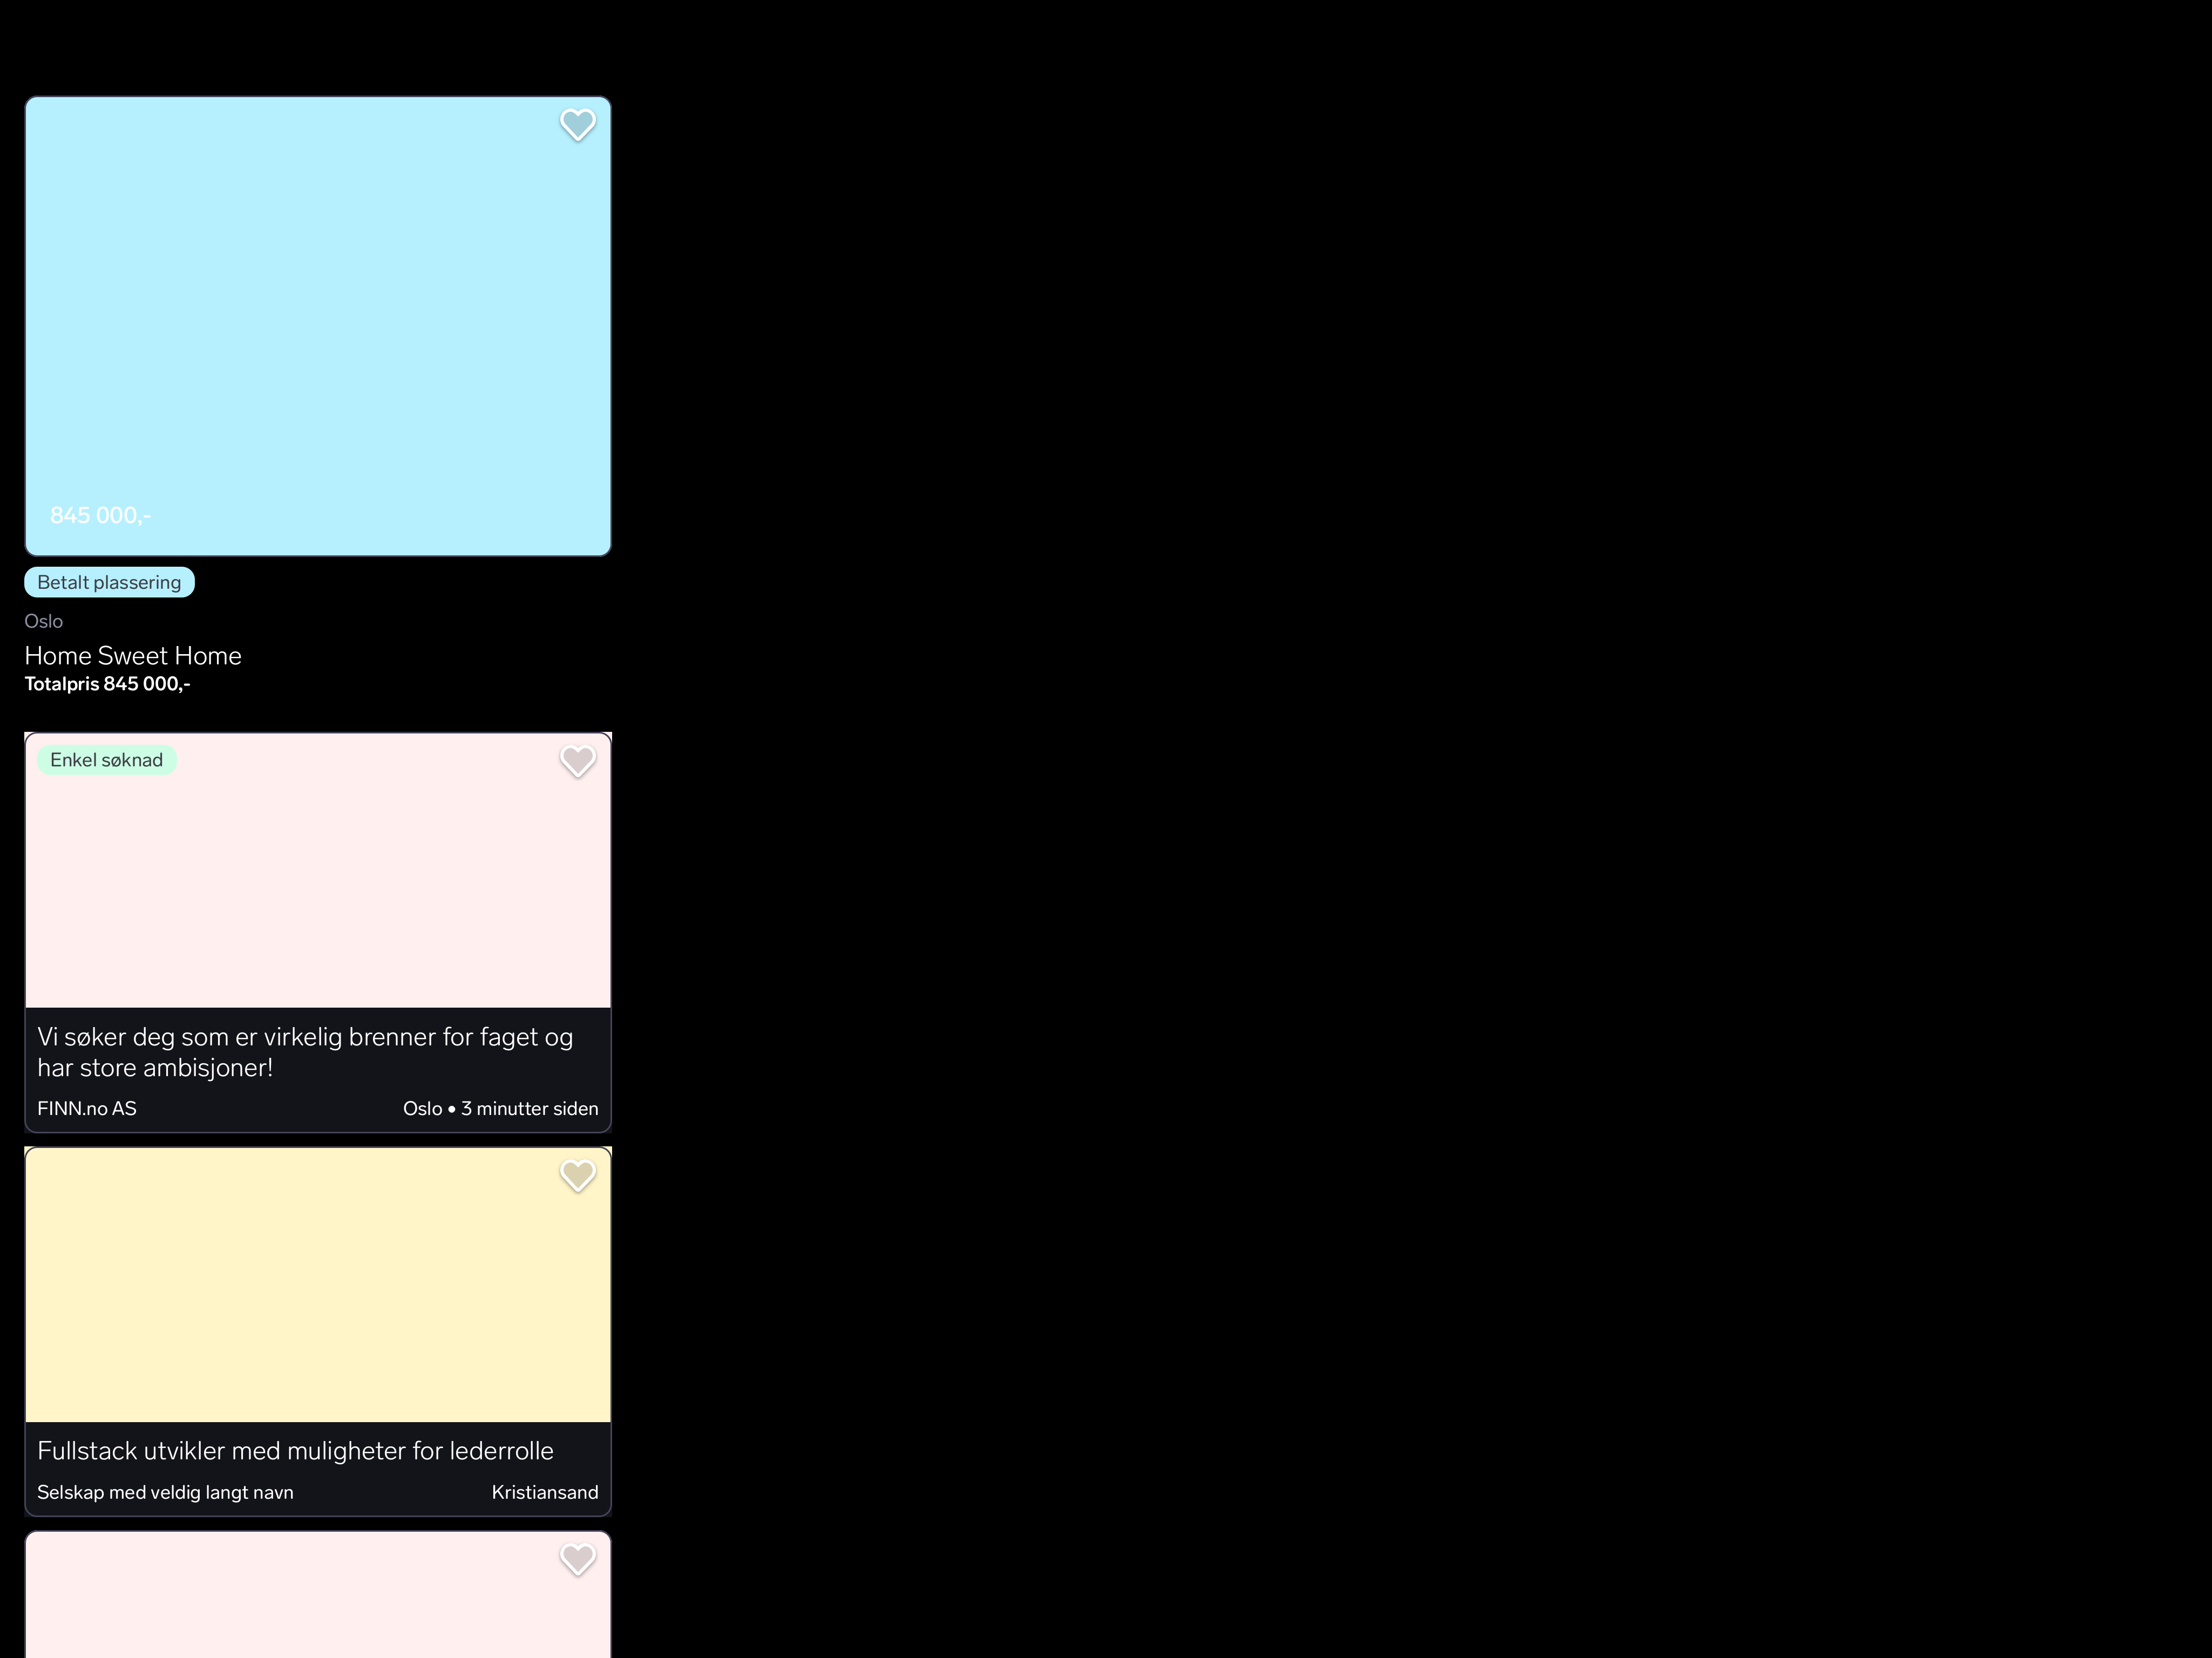 845 000,-
Betalt plassering
Oslo
Home Sweet Home
Totalpris 845 000,-
Enkel søknad
Vi søker deg som er virkelig brenner for faget og
har store ambisjoner!
FINN.no AS
Oslo • 3 minutter siden
Fullstack utvikler med muligheter for lederrolle
Selskap med veldig langt navn
Kristiansand